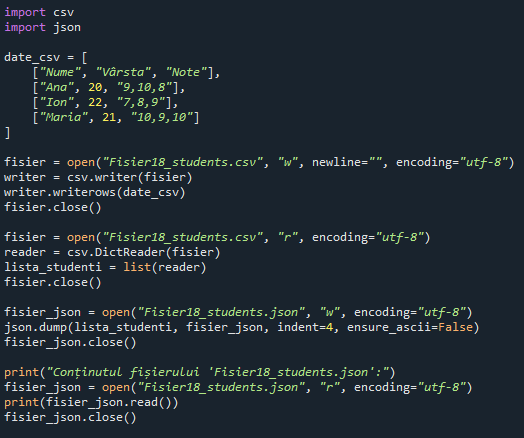 import csv
import json
date_csv = [
    ["Nume", "Vârsta", "Note"],
    ["Ana", 20, "9,10,8"],
    ["Ion", 22, "7,8,9"],
    ["Maria", 21, "10,9,10"]
]
fisier = open("Fisier18_students.csv", "w", newline="", encoding="utf-8")
writer = csv.writer(fisier)
writer.writerows(date_csv)
fisier.close()
fisier = open("Fisier18_students.csv", "r", encoding="utf-8")
reader = csv.DictReader(fisier)
lista_studenti = list(reader)
fisier.close()
fisier_json = open("Fisier18_students.json", "w", encoding="utf-8")
json.dump(lista_studenti, fisier_json, indent=4, ensure_ascii=False)
fisier_json.close()
print("Conținutul fișierului 'Fisier18_students.json':")
fisier_json = open("Fisier18_students.json", "r", encoding="utf-8")
print(fisier_json.read())
fisier_json.close()